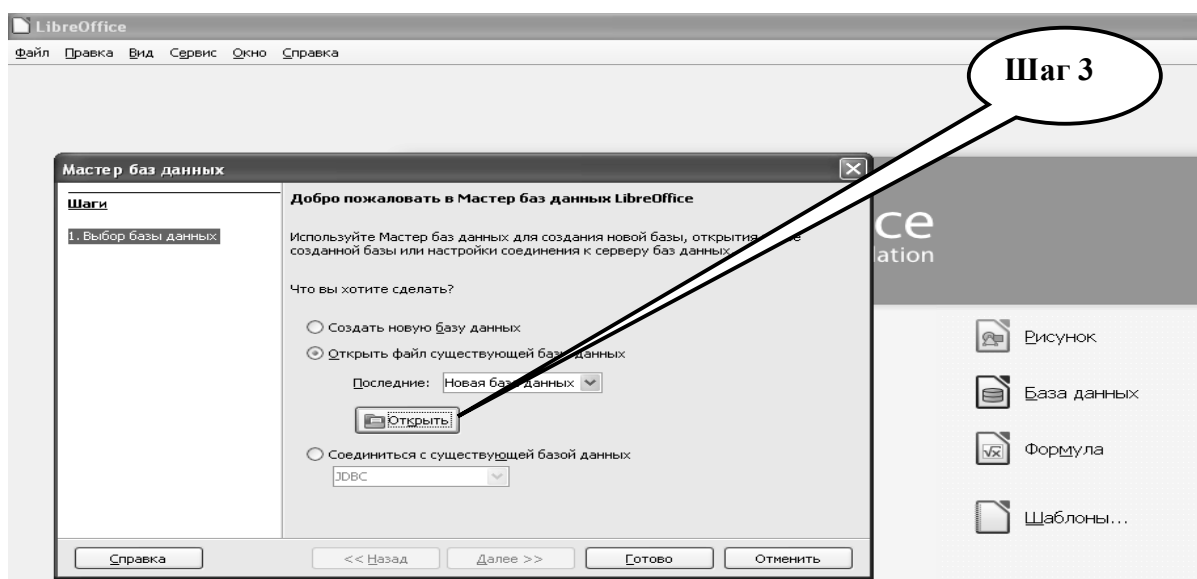 LibreOffice
Файл Правка Вид Сервис Окно Справка
Шаг 3
Мастер баз данных
Шаги
1. Выбор базы данных
Добро пожаловать в Мастер баз данных LibreOffice
Используйте Мастер баз данных для создания новой базы, открытия
созданной базы или настройки соединения к серверу баз данных
Что вы хотите сделать?
Создать новую базу данных
Открыть файл существующей базы данных
Последние: Новая база данных
Открыть
Соединиться с существующей базой данных
JDBC
Справка
<< Назад
Далее >>
Готово
Отменить
ce
ation
Рисунок
База данных
Формула
Шаблоны...